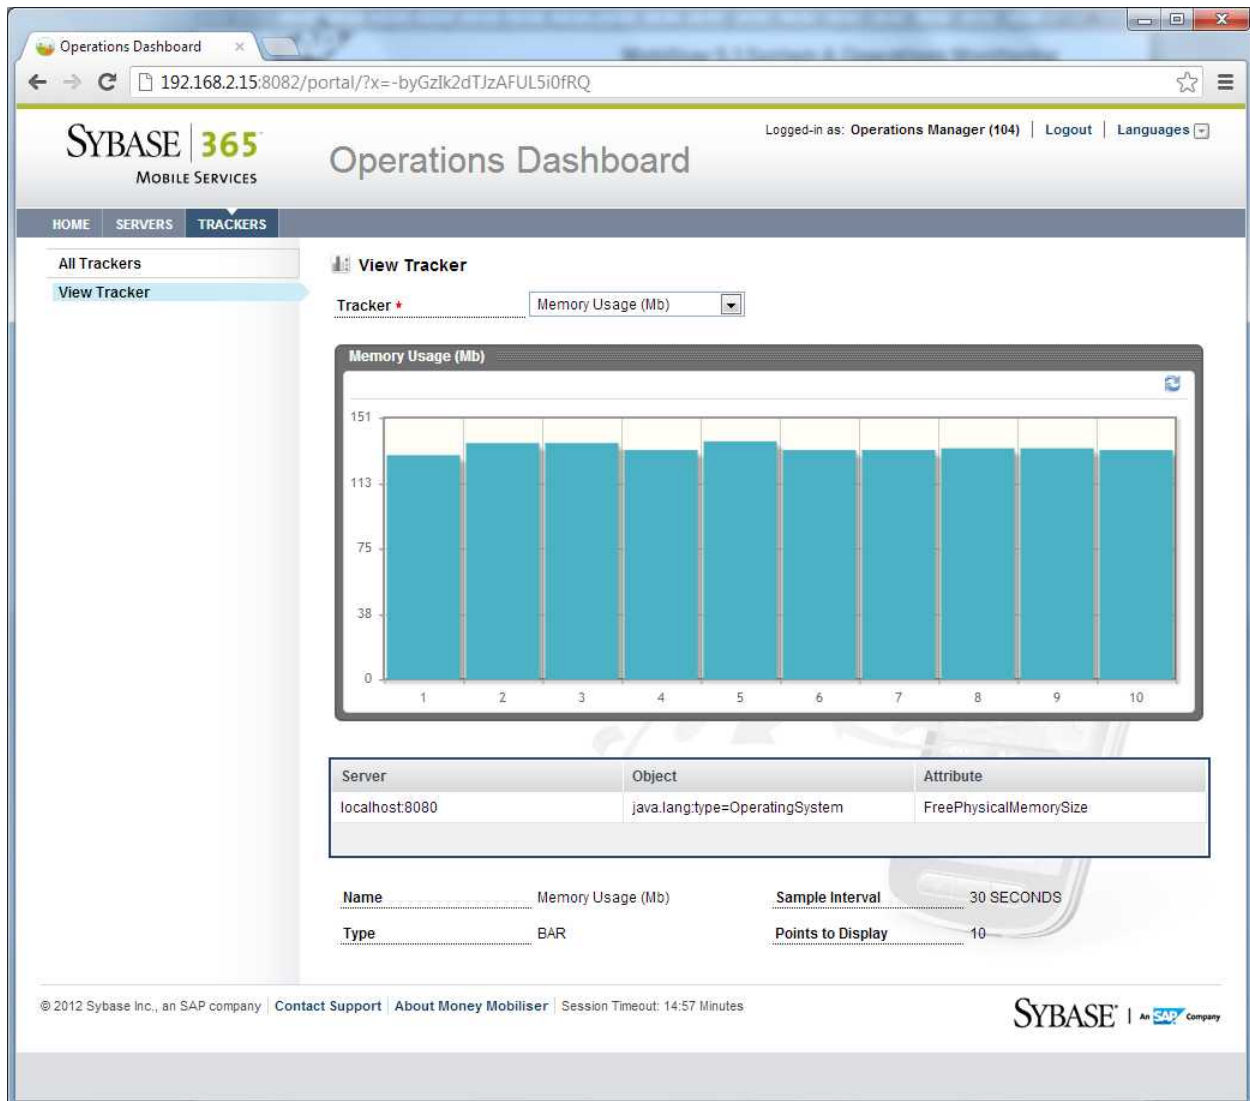 Operations Dashboard
192.168.2.15:8082/portal/?x=-byGzIk2dTJzAFUL5i0fRQ
SYBASE 365
MOBILE SERVICES
Operations Dashboard
Logged-in as: Operations Manager (104) | Logout | Languages
HOME SERVERS TRACKERS
All Trackers
View Tracker
View Tracker
Tracker * Memory Usage (Mb)
Memory Usage (Mb)
151
113
75
38
0
1 2 3 4 5 6 7 8 9 10
Server Object Attribute
localhost:8080 java.lang:type=OperatingSystem FreePhysicalMemorySize
Name Memory Usage (Mb) Sample Interval 30 SECONDS
Type BAR Points to Display 10
© 2012 Sybase Inc., an SAP company | Contact Support | About Money Mobiliser | Session Timeout: 14:57 Minutes
SYBASE | An SAP Company